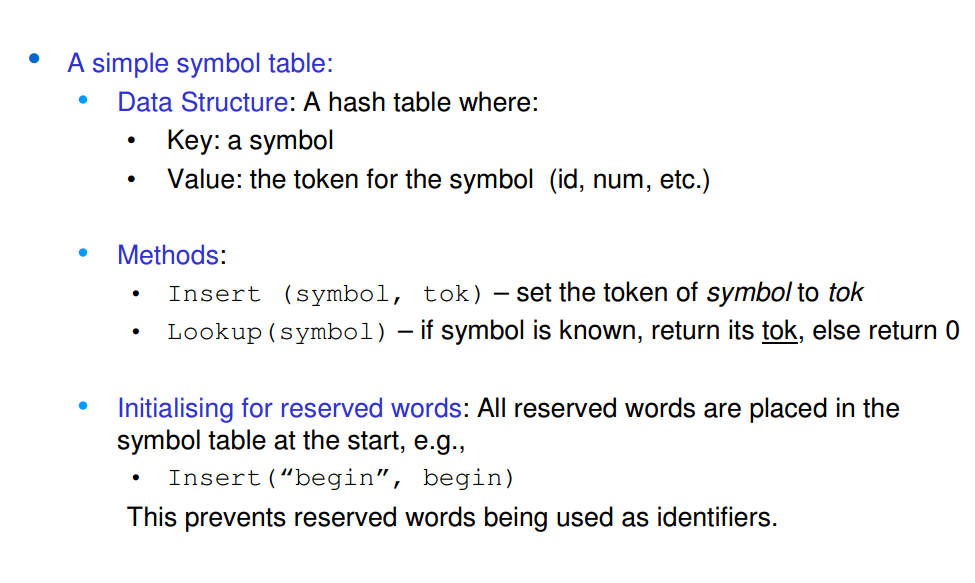 • A simple symbol table:
• Data Structure: A hash table where:
• Key: a symbol
• Value: the token for the symbol (id, num, etc.)
• Methods:
• Insert (symbol, tok) – set the token of symbol to tok
• Lookup(symbol) – if symbol is known, return its tok, else return 0
• Initialising for reserved words: All reserved words are placed in the
symbol table at the start, e.g.,
• Insert(“begin”, begin)
This prevents reserved words being used as identifiers.